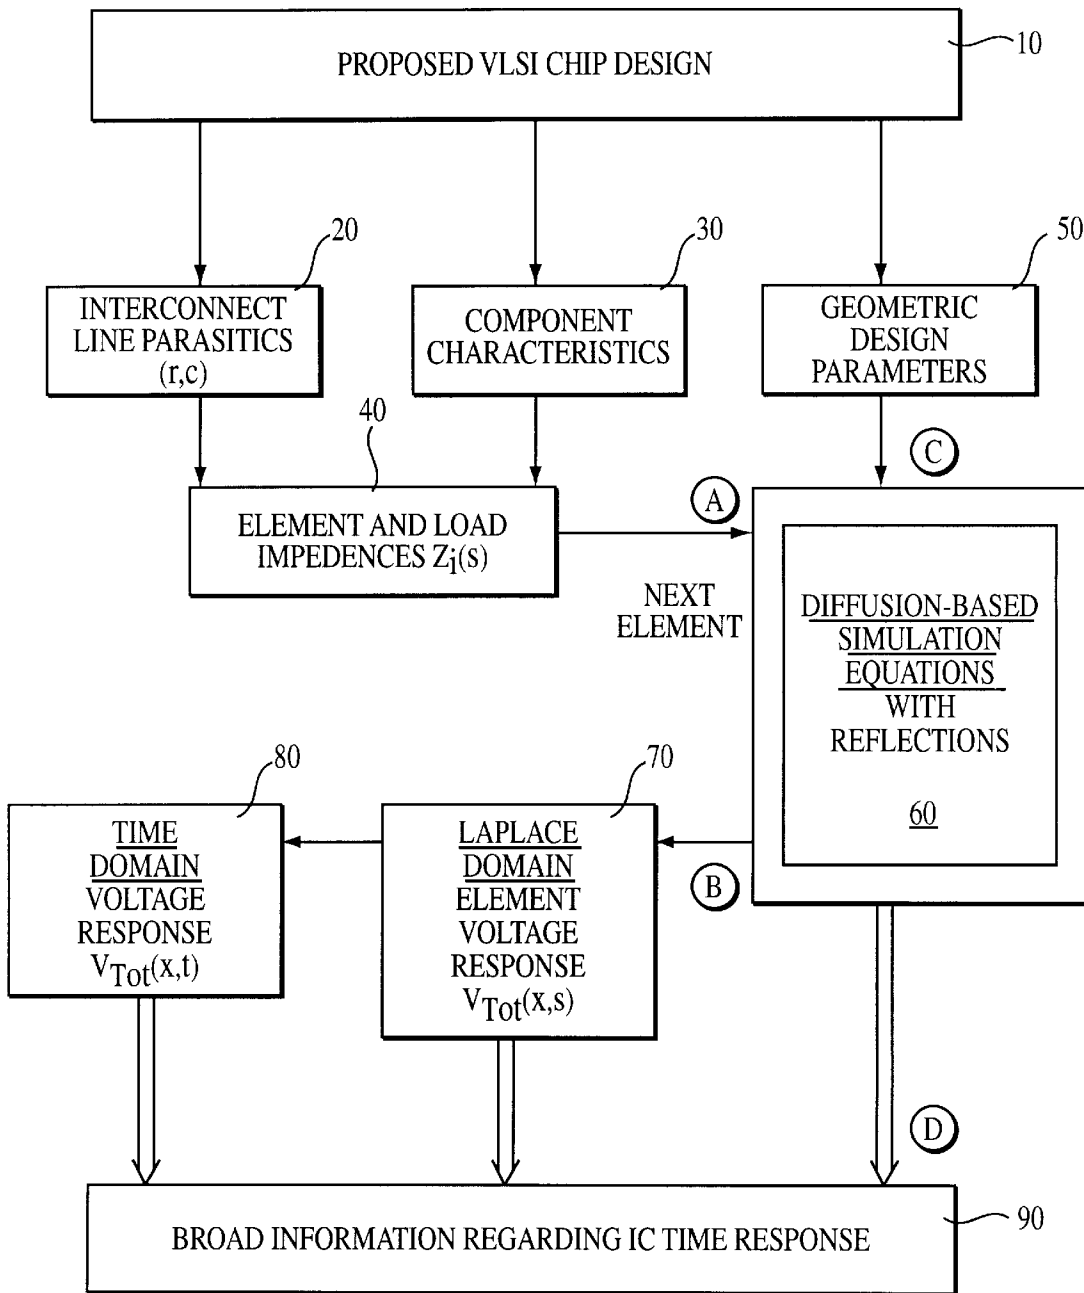 PROPOSED VLSI CHIP DESIGN
10
20
30
50
INTERCONNECT
LINE PARASITICS
(r,c)
COMPONENT
CHARACTERISTICS
GEOMETRIC
DESIGN
PARAMETERS
40
C
A
ELEMENT AND LOAD
IMPEDENCES Zi(s)
NEXT
ELEMENT
DIFFUSION-BASED
SIMULATION
EQUATIONS
WITH
REFLECTIONS
60
80
70
TIME
DOMAIN
VOLTAGE
RESPONSE
VTot(x,t)
LAPLACE
DOMAIN
ELEMENT
VOLTAGE
RESPONSE
VTot(x,s)
B
D
BROAD INFORMATION REGARDING IC TIME RESPONSE
90